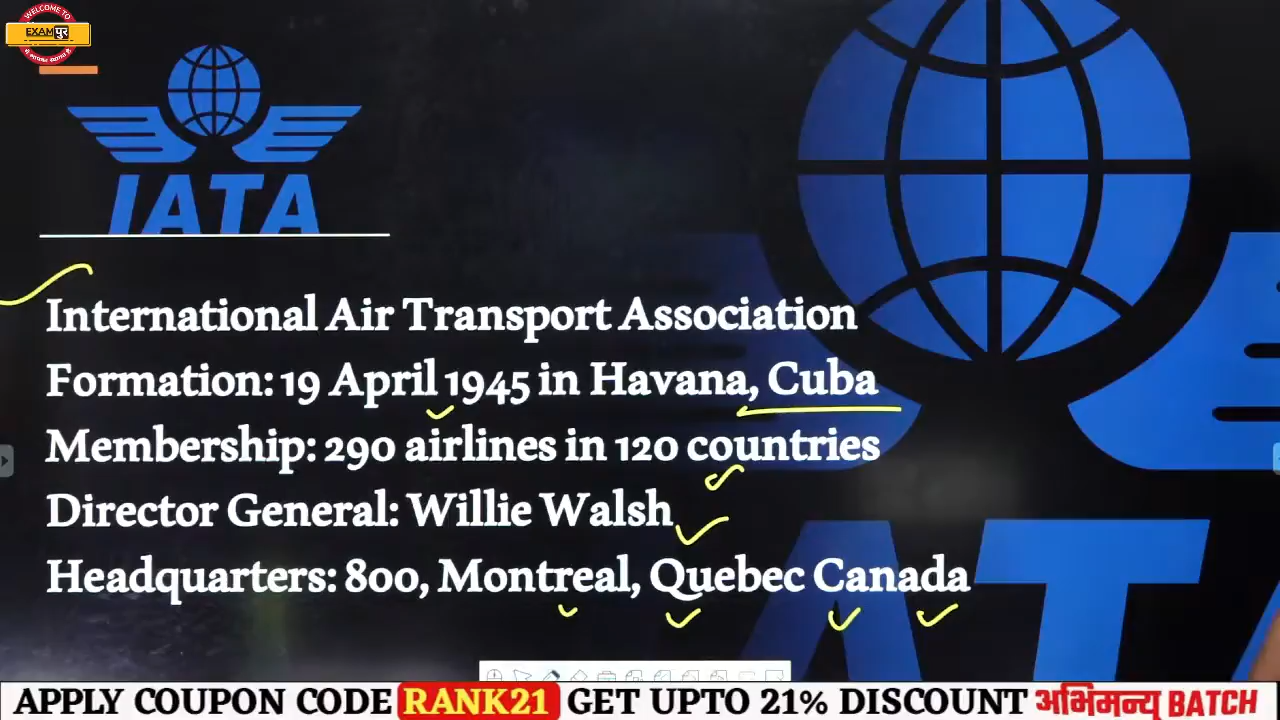 WELCOME TO
EXAMपुर
IATA
International Air Transport Association
Formation: 19 April 1945 in Havana, Cuba
Membership: 290 airlines in 120 countries
Director General: Willie Walsh
Headquarters: 800, Montreal, Quebec Canada
APPLY COUPON CODE RANK21 GET UPTO 21% DISCOUNT अभिमन्यु BATCH